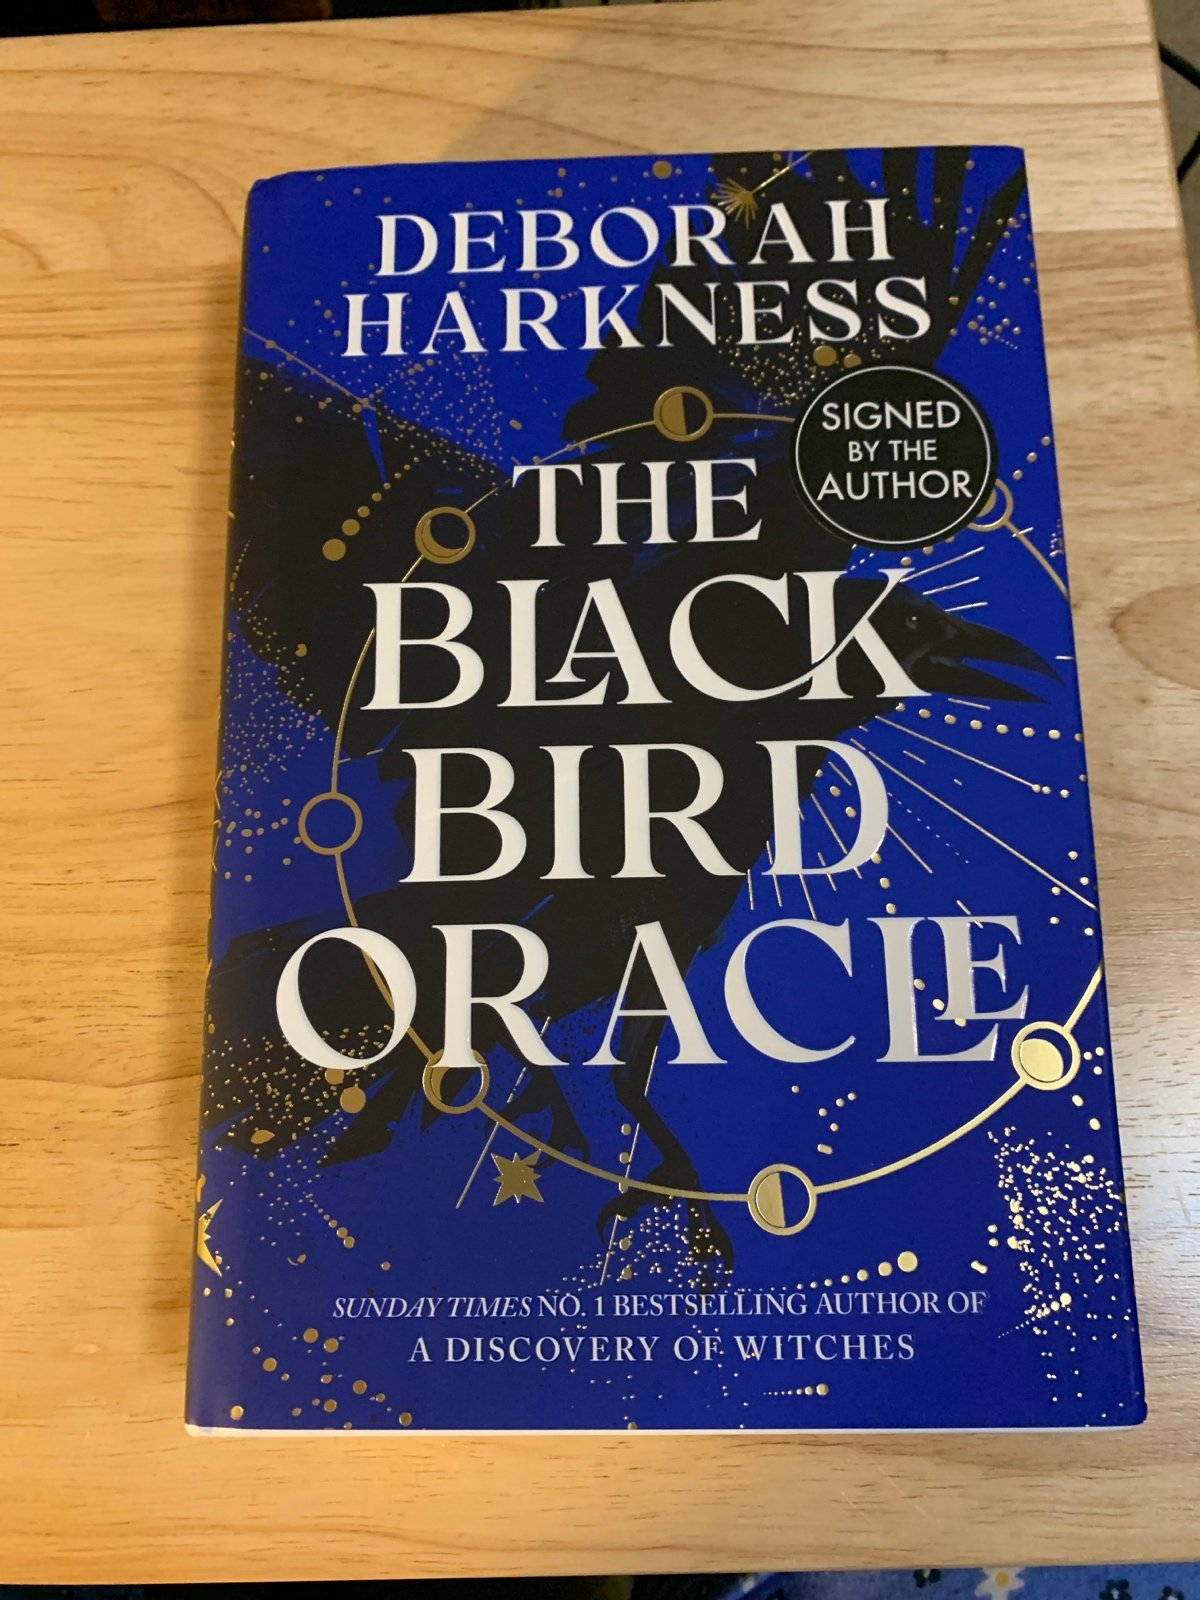 DEBORAH
HARKNESS
SIGNED
BY THE
AUTHOR
THE
BLACK
BIRD
ORACLE
SUNDAY TIMES NO. 1 BESTSELLING AUTHOR OF
A DISCOVERY OF WITCHES